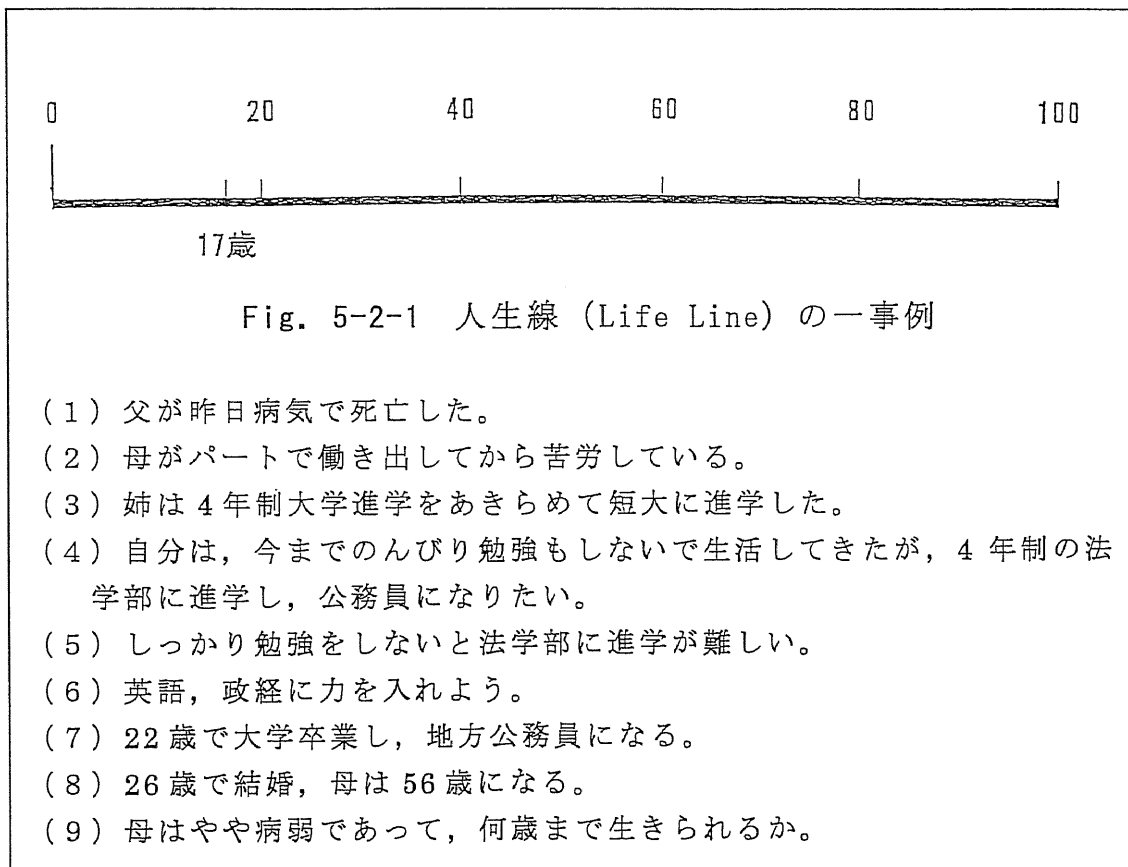 0 20 40 60 80 100
17歳
Fig. 5-2-1 人生線 (Life Line) の一事例
(1) 父が昨日病気で死亡した。
(2) 母がパートで働き出してから苦労している。
(3) 姉は4年制大学進学をあきらめて短大に進学した。
(4) 自分は，今までのんびり勉強もしないで生活してきたが，4年制の法
学部に進学し，公務員になりたい。
(5) しっかり勉強をしないと法学部に進学が難しい。
(6) 英語，政経に力を入れよう。
(7) 22歳で大学卒業し，地方公務員になる。
(8) 26歳で結婚，母は56歳になる。
(9) 母はやや病弱であって，何歳まで生きられるか。